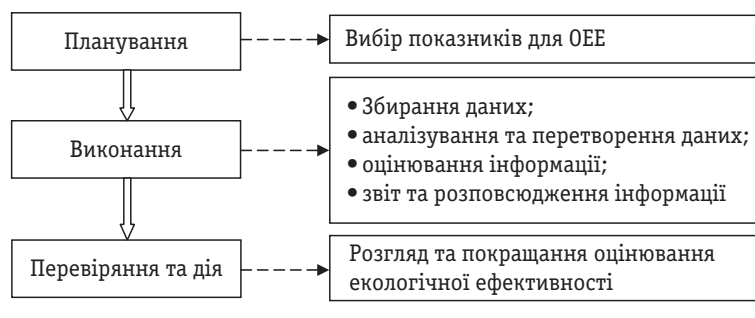 Планування
Вибір показників для ОЕЕ
Виконання
• Збирання даних;
• аналізування та перетворення даних;
• оцінювання інформації;
• звіт та розповсюдження інформації
Перевіряння та дія
Розгляд та покращання оцінювання
екологічної ефективності